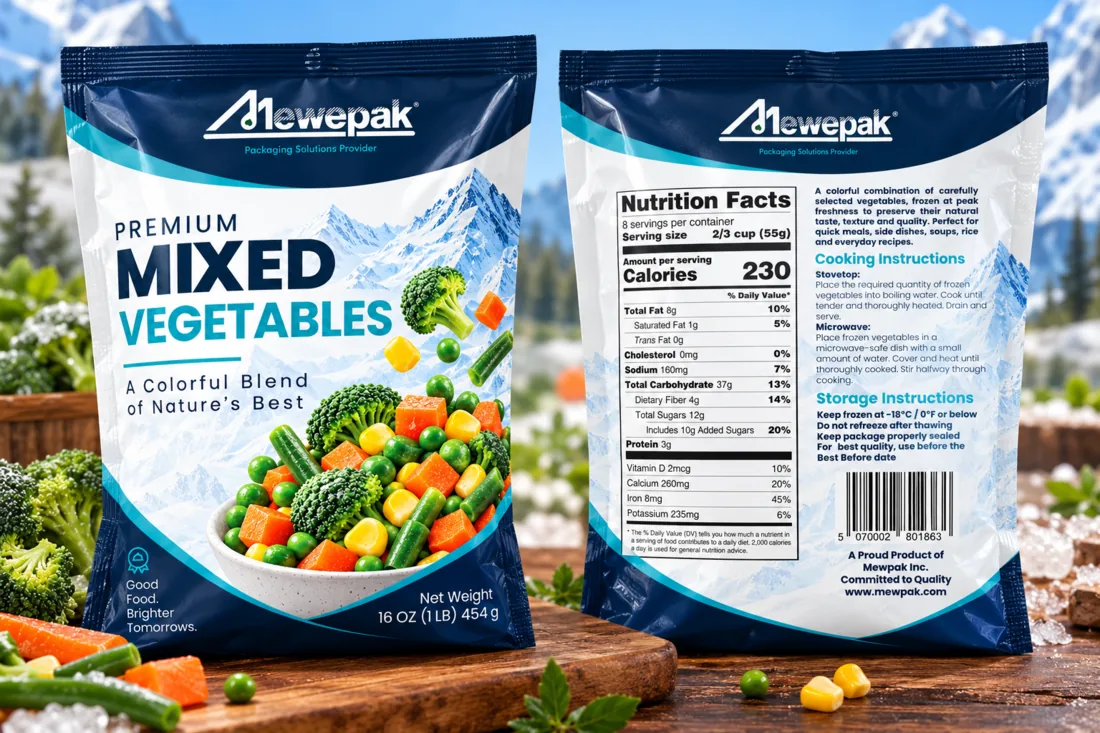 Mewepak®
Packaging Solutions Provider
PREMIUM
MIXED
VEGETABLES
A Colorful Blend
of Nature's Best
Good
Food.
Brighter
Tomorrows.
Net Weight
16 OZ (1 LB) 454 g
Mewepak®
Packaging Solutions Provider
Nutrition Facts
8 servings per container
Serving size 2/3 cup (55g)
Amount per serving
Calories 230
% Daily Value*
Total Fat 8g 10%
Saturated Fat 1g 5%
Trans Fat 0g
Cholesterol 0mg 0%
Sodium 160mg 7%
Total Carbohydrate 37g 13%
Dietary Fiber 4g 14%
Total Sugars 12g
Includes 10g Added Sugars 20%
Protein 3g
Vitamin D 2mcg 10%
Calcium 260mg 20%
Iron 8mg 45%
Potassium 235mg 6%
* The % Daily Value (DV) tells you how much a nutrient in
a serving of food contributes to a daily diet. 2,000 calories
a day is used for general nutrition advice.
A colorful combination of carefully
selected vegetables, frozen at peak
freshness to preserve their natural
taste, texture and quality. Perfect for
quick meals, side dishes, soups, rice
and everyday recipes.
Cooking Instructions
Stovetop:
Place the required quantity of frozen
vegetables into boiling water. Cook until
tender and thoroughly heated. Drain and
serve.
Microwave:
Place frozen vegetables in a
microwave-safe dish with a small
amount of water. Cover and heat until
thoroughly cooked. Stir halfway through
cooking.
Storage Instructions
Keep frozen at -18°C / 0°F or below
Do not refreeze after thawing
Keep package properly sealed
For best quality, use before the
Best Before date
5 070002 801863
A Proud Product of
Mewpak Inc.
Committed to Quality
www.mewpak.com